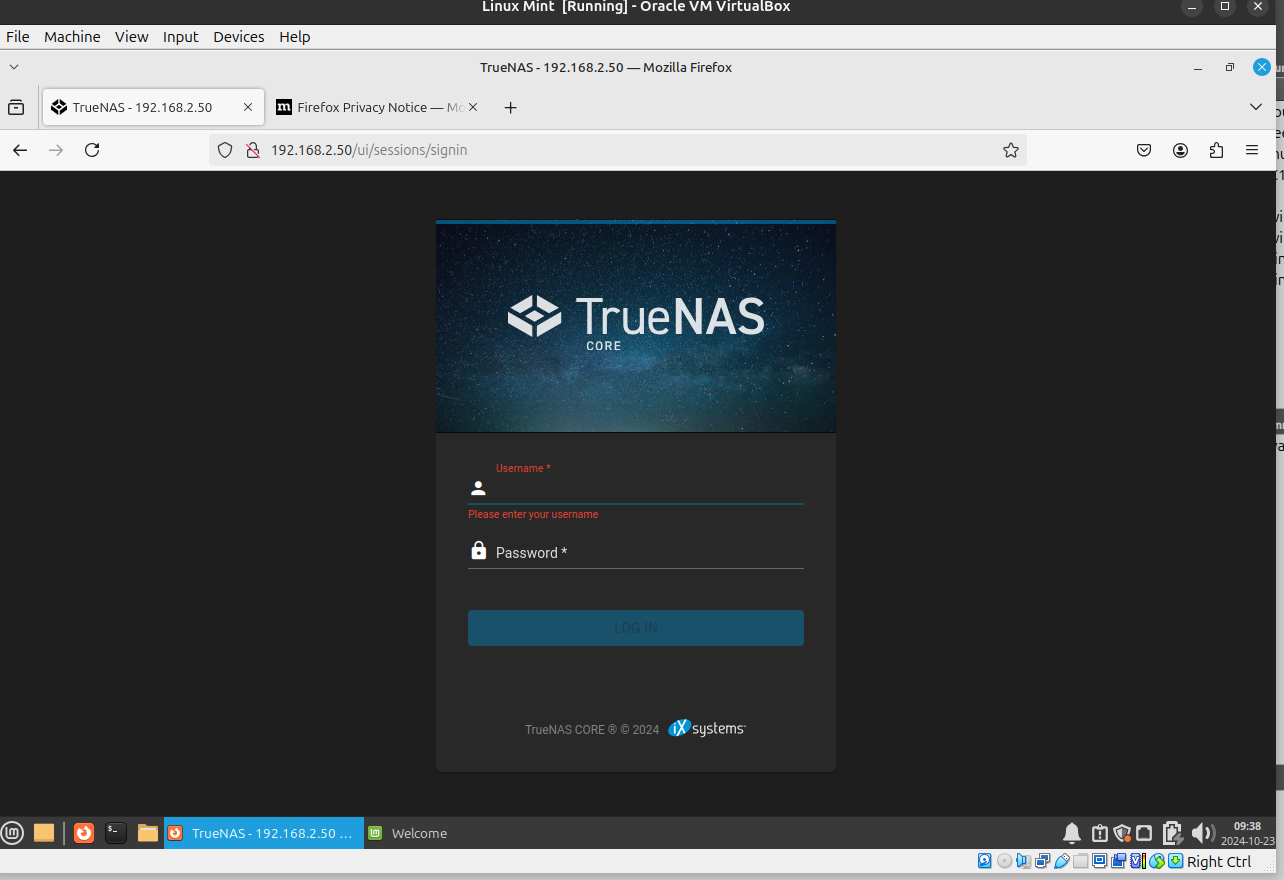 Linux Mint [Running] - Oracle VM VirtualBox
File Machine View Input Devices Help
TrueNAS - 192.168.2.50 — Mozilla Firefox
TrueNAS - 192.168.2.50
Firefox Privacy Notice — Mo
192.168.2.50/ui/sessions/signin
TrueNAS
CORE
Username *
Please enter your username
Password *
LOG IN
TrueNAS CORE ® © 2024 iXsystems
TrueNAS - 192.168.2.50 ...
Welcome
09:38
2024-10-23
Right Ctrl